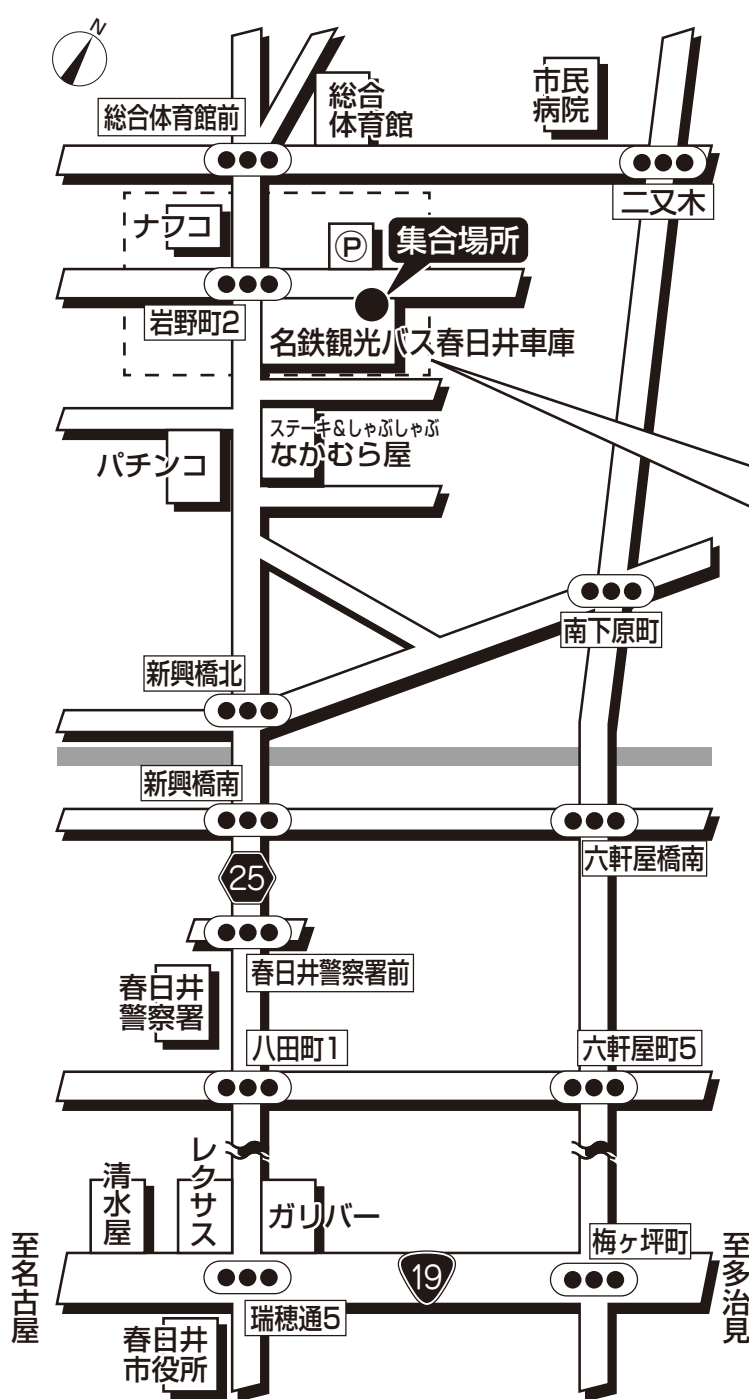 N
総合体育館前
総合
体育館
市民
病院
二又木
ナフコ
P
集合場所
岩野町2
名鉄観光バス春日井車庫
パチンコ
ステーキ&しゃぶしゃぶ
なかむら屋
南下原町
新興橋北
新興橋南
六軒屋橋南
25
春日井警察署前
春日井
警察署
八田町1
六軒屋町5
清水屋
レクサス
ガリバー
梅ヶ坪町
至名古屋
19
至多治見
瑞穂通5
春日井
市役所